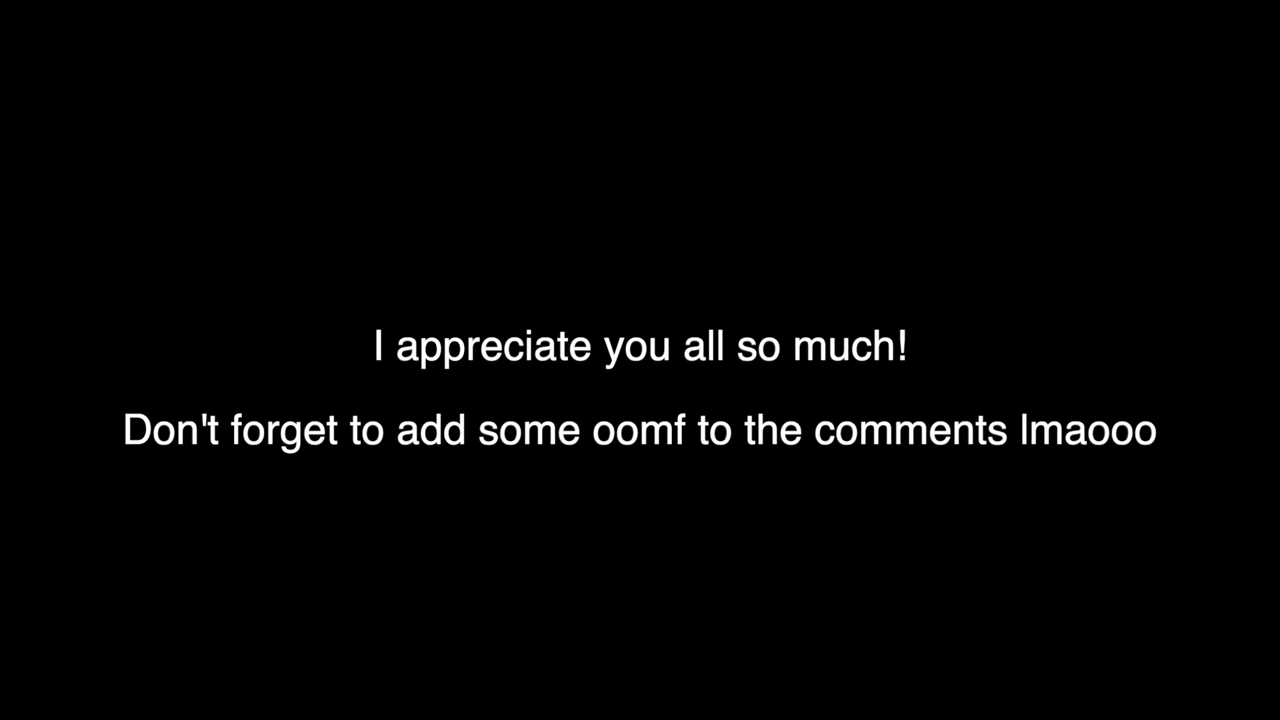 I appreciate you all so much!
Don't forget to add some oomf to the comments lmaooo